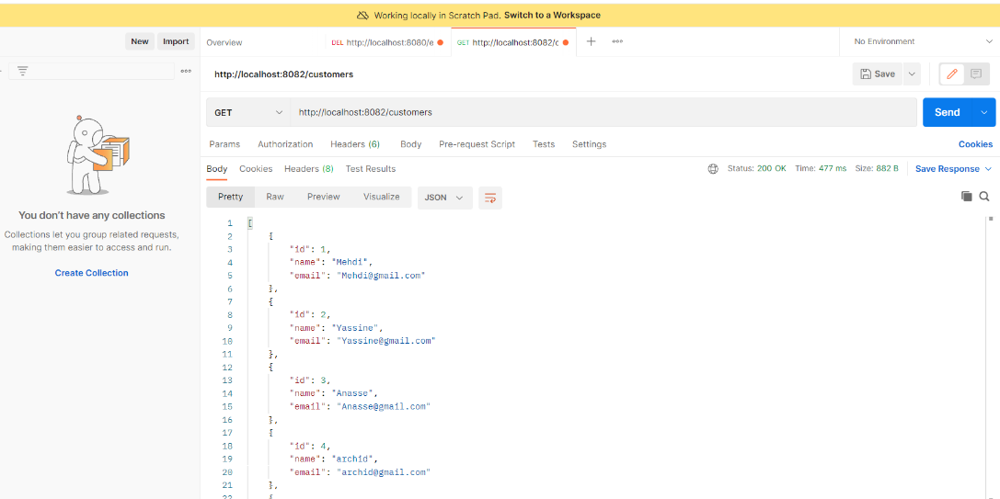 Working locally in Scratch Pad. Switch to a Workspace
New Import
Overview
DEL http://localhost:8080/e
GET http://localhost:8082/c
No Environment
http://localhost:8082/customers
Save
GET
http://localhost:8082/customers
Send
Params Authorization Headers (6) Body Pre-request Script Tests Settings
Cookies
Body Cookies Headers (8) Test Results
Status: 200 OK Time: 477 ms Size: 882 B
Save Response
Pretty Raw Preview Visualize
JSON
You don't have any collections
Collections let you group related requests,
making them easier to access and run.
Create Collection
1 [
2 {
3 "id": 1,
4 "name": "Mehdi",
5 "email": "Mehdi@gmail.com"
6 },
7 {
8 "id": 2,
9 "name": "Yassine",
10 "email": "Yassine@gmail.com"
11 },
12 {
13 "id": 3,
14 "name": "Anasse",
15 "email": "Anasse@gmail.com"
16 },
17 {
18 "id": 4,
19 "name": "archid",
20 "email": "archid@gmail.com"
21 },
22 {